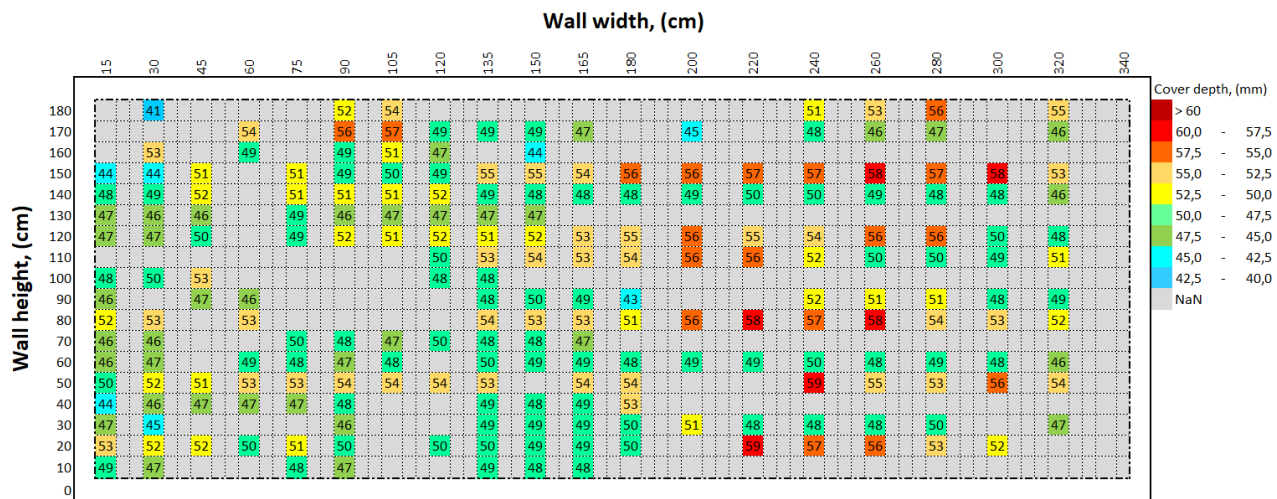 Wall width, (cm)
15 30 45 60 75 90 105 120 135 150 165 180 200 220 240 260 280 300 320 340
Wall height, (cm)
Cover depth, (mm)
> 60
60,0 - 57,5
57,5 - 55,0
55,0 - 52,5
52,5 - 50,0
50,0 - 47,5
47,5 - 45,0
45,0 - 42,5
42,5 - 40,0
NaN
180 41 52 54 51 53 56 55
170 54 56 57 49 49 49 47 45 48 46 47 46
160 53 49 49 51 47 44
150 44 44 51 51 49 50 49 55 55 54 56 56 57 57 58 57 58 53
140 48 49 52 51 51 51 52 49 48 48 48 49 50 50 49 48 48 46
130 47 46 46 49 46 47 47 47 47
120 47 47 50 49 52 51 52 51 52 53 55 56 55 54 56 56 50 48
110 50 53 54 53 54 56 56 52 50 50 49 51
100 48 50 53 48 48
90 46 47 46 48 50 49 43 52 51 51 48 49
80 52 53 53 54 53 53 51 56 58 57 58 54 53 52
70 46 46 50 48 47 50 48 48 47
60 46 47 49 48 47 48 50 49 49 48 49 49 50 48 49 48 46
50 50 52 51 53 53 54 54 54 53 54 54 59 55 53 56 54
40 44 46 47 47 47 48 49 48 49 53
30 47 45 46 49 49 49 50 51 48 48 48 50 47
20 53 52 52 50 51 50 50 50 49 49 50 59 57 56 53 52
10 49 47 48 47 49 48 48
0